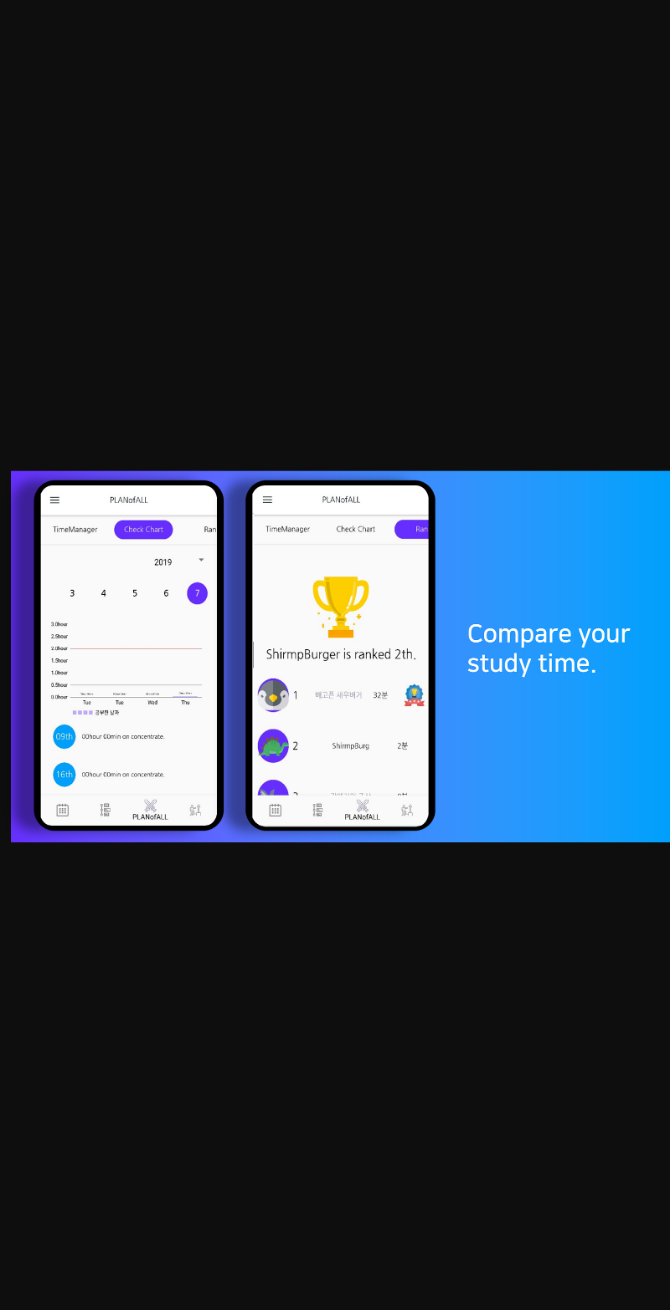 PLANofALL
TimeManager Check Chart Ran
2019
3 4 5 6 7
3.0hour
2.5hour
2.0hour
1.5hour
1.0hour
0.5hour
0.0hour
Tue Tue Wed Thu
공부한 날짜
09th 00hour 00min on concentrate.
16th 00hour 00min on concentrate.
PLANofALL
PLANofALL
TimeManager Check Chart Ran
ShirmpBurger is ranked 2th.
1 배고픈 새우버거 32분
2 ShirmpBurg 2분
PLANofALL
Compare your
study time.